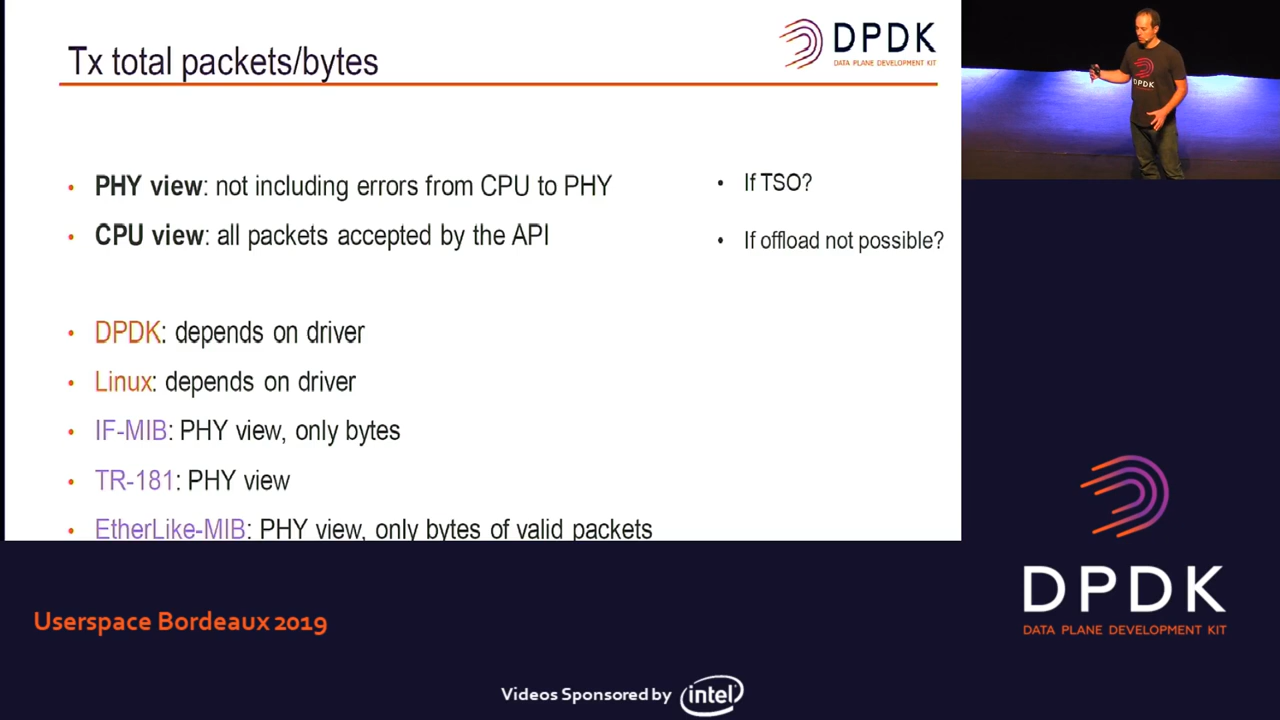 Tx total packets/bytes
DPDK
DATA PLANE DEVELOPMENT KIT
• PHY view: not including errors from CPU to PHY
• CPU view: all packets accepted by the API
• If TSO?
• If offload not possible?
• DPDK: depends on driver
• Linux: depends on driver
• IF-MIB: PHY view, only bytes
• TR-181: PHY view
• EtherLike-MIB: PHY view, only bytes of valid packets
DPDK
DPDK
DATA PLANE DEVELOPMENT KIT
Userspace Bordeaux 2019
Videos Sponsored by intel